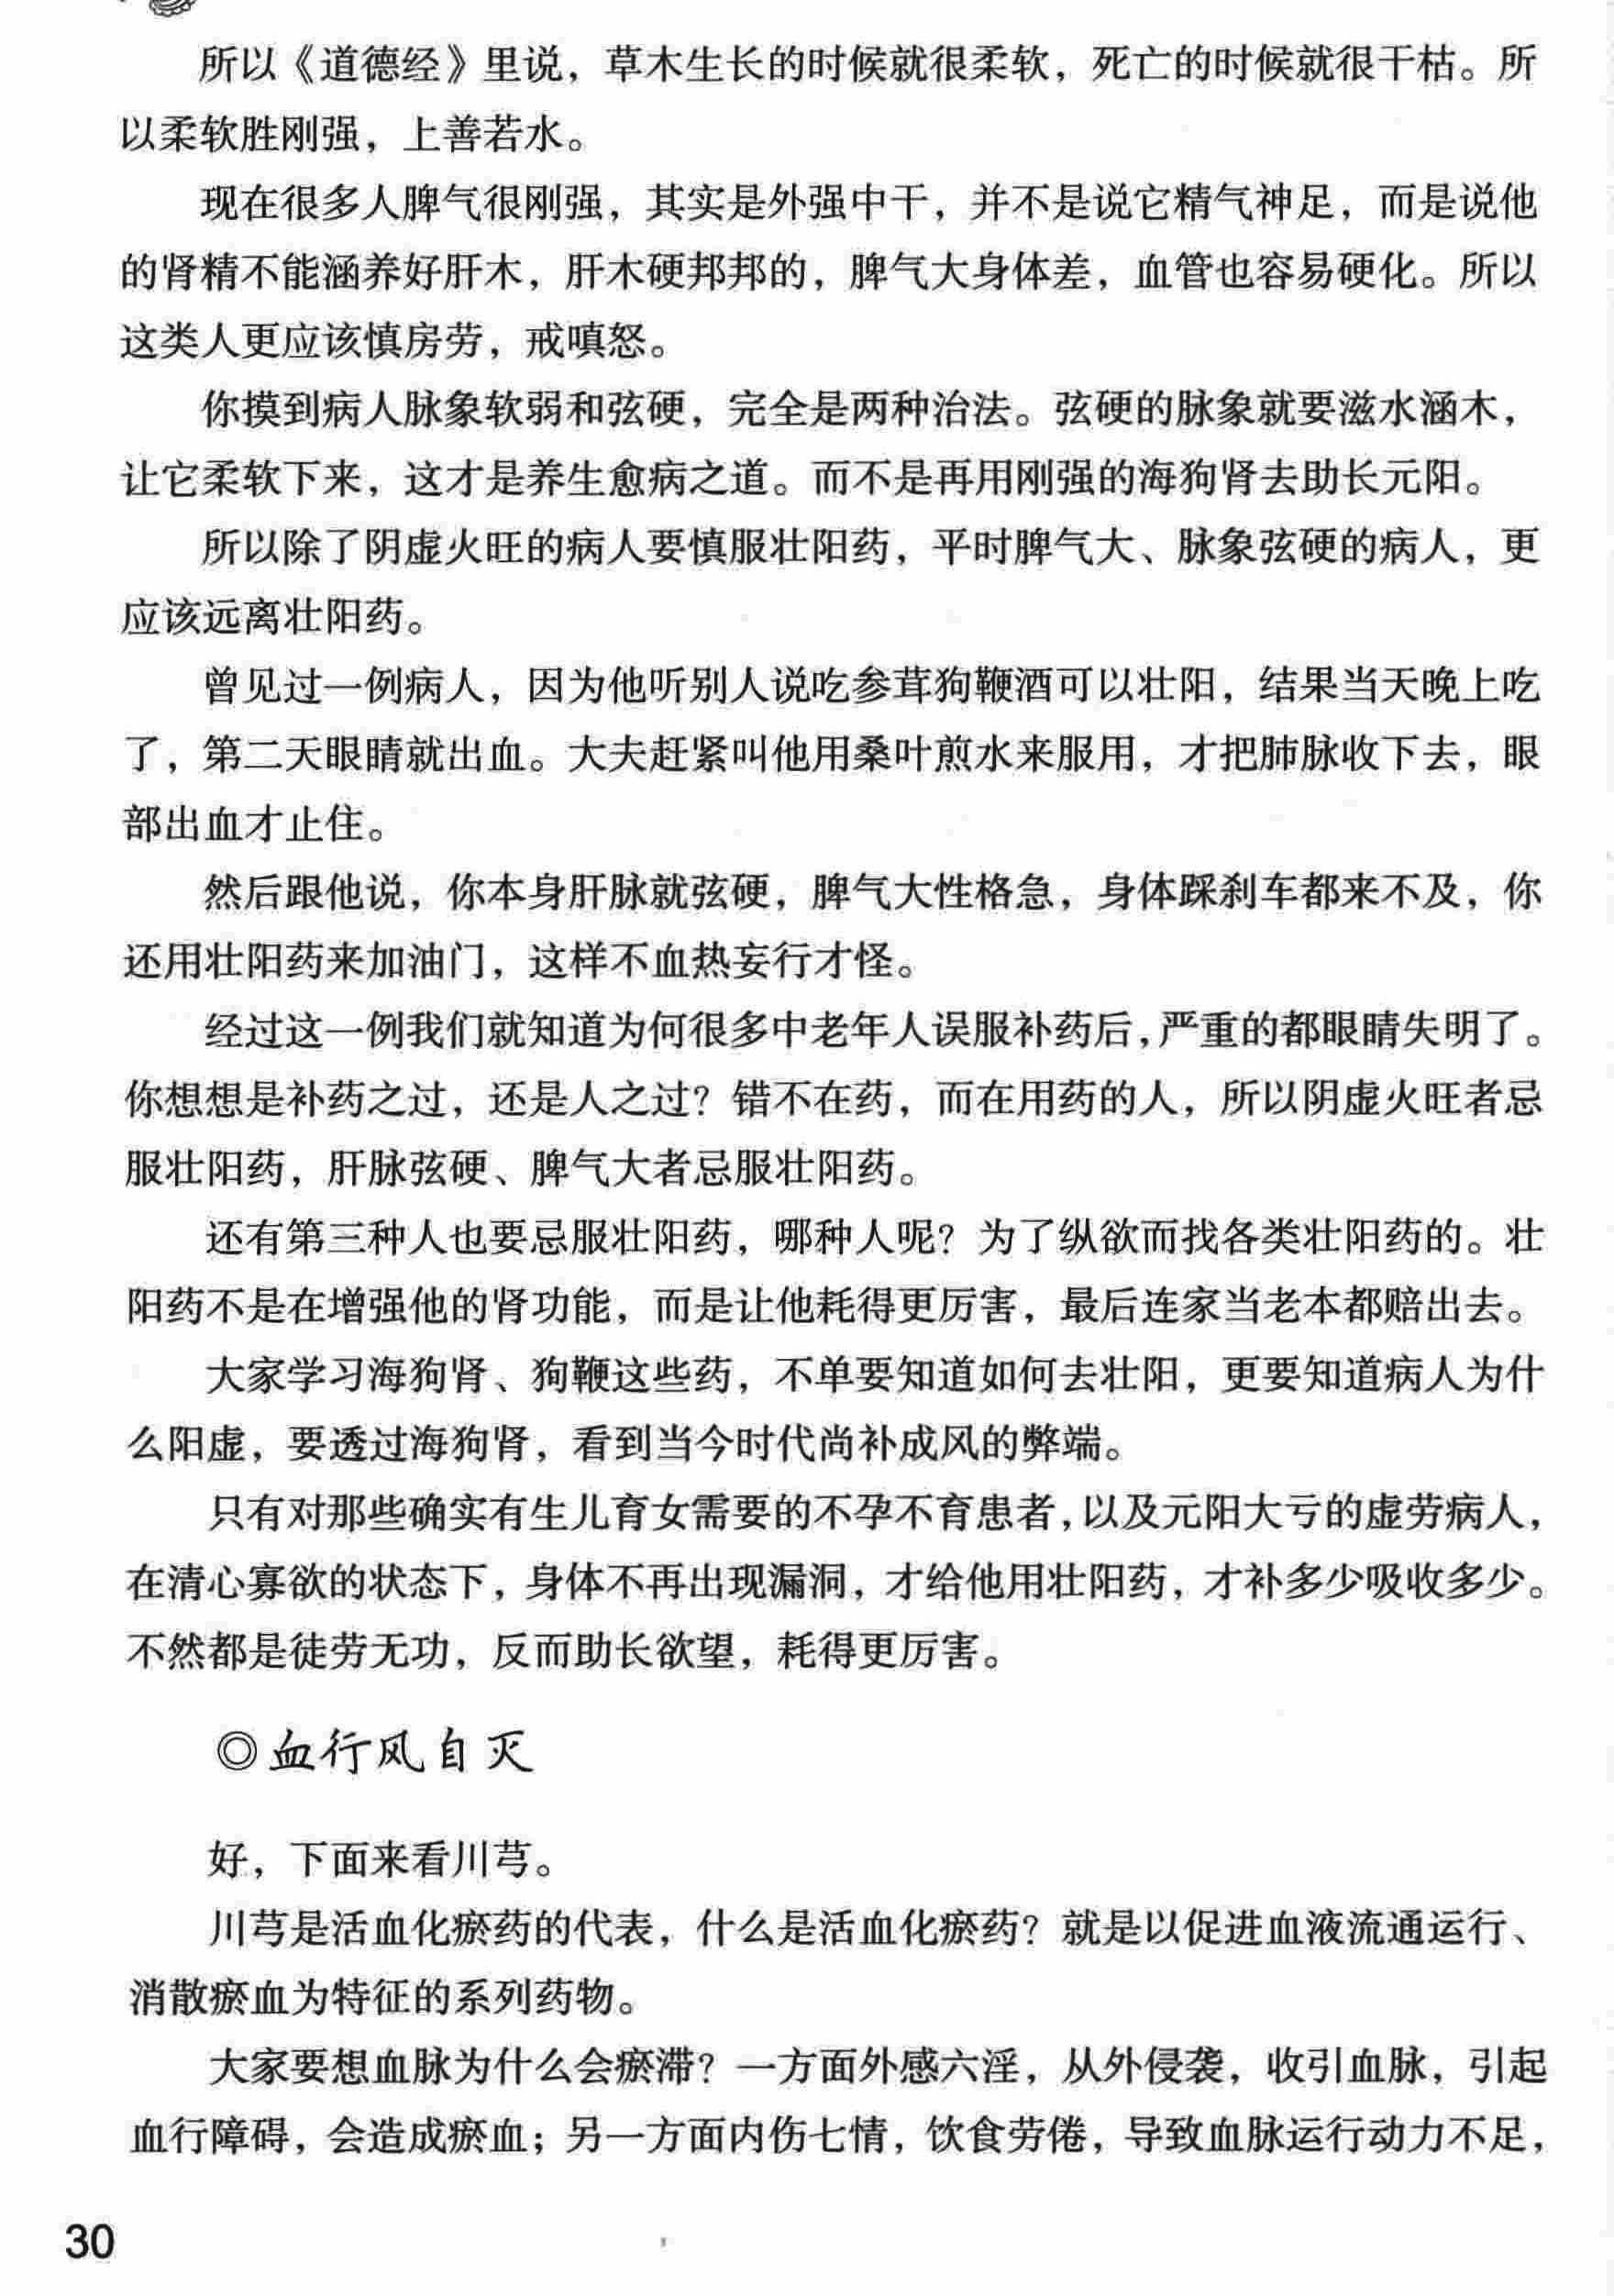 所以《道德经》里说，草木生长的时候就很柔软，死亡的时候就很干枯。所
以柔软胜刚强，上善若水。
现在很多人脾气很刚强，其实是外强中干，并不是说它精气神足，而是说他
的肾精不能涵养好肝木，肝木硬邦邦的，脾气大身体差，血管也容易硬化。所以
这类人更应该慎房劳，戒嗔怒。
你摸到病人脉象软弱和弦硬，完全是两种治法。弦硬的脉象就要滋水涵木，
让它柔软下来，这才是养生愈病之道。而不是再用刚强的海狗肾去助长元阳。
所以除了阴虚火旺的病人要慎服壮阳药，平时脾气大、脉象弦硬的病人，更
应该远离壮阳药。
曾见过一例病人，因为他听别人说吃参茸狗鞭酒可以壮阳，结果当天晚上吃
了，第二天眼睛就出血。大夫赶紧叫他用桑叶煎水来服用，才把肺脉收下去，眼
部出血才止住。
然后跟他说，你本身肝脉就弦硬，脾气大性格急，身体踩刹车都来不及，你
还用壮阳药来加油门，这样不血热妄行才怪。
经过这一例我们就知道为何很多中老年人误服补药后，严重的都眼睛失明了。
你想想是补药之过，还是人之过？错不在药，而在用药的人，所以阴虚火旺者忌
服壮阳药，肝脉弦硬、脾气大者忌服壮阳药。
还有第三种人也要忌服壮阳药，哪种人呢？为了纵欲而找各类壮阳药的。壮
阳药不是在增强他的肾功能，而是让他耗得更厉害，最后连家当老本都赔出去。
大家学习海狗肾、狗鞭这些药，不单要知道如何去壮阳，更要知道病人为什
么阳虚，要透过海狗肾，看到当今时代尚补成风的弊端。
只有对那些确实有生儿育女需要的不孕不育患者，以及元阳大亏的虚劳病人，
在清心寡欲的状态下，身体不再出现漏洞，才给他用壮阳药，才补多少吸收多少。
不然都是徒劳无功，反而助长欲望，耗得更厉害。
◎血行风自灭
好，下面来看川芎。
川芎是活血化瘀药的代表，什么是活血化瘀药？就是以促进血液流通运行、
消散瘀血为特征的系列药物。
大家要想血脉为什么会瘀滞？一方面外感六淫，从外侵袭，收引血脉，引起
血行障碍，会造成瘀血；另一方面内伤七情，饮食劳倦，导致血脉运行动力不足，
30